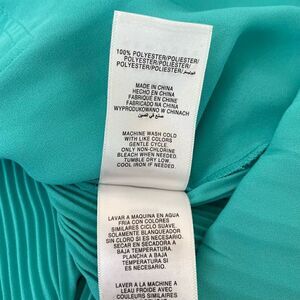 100% POLYESTER/POLIESTER/
POLYESTER/POLIESTER/
POLYESTER/POLIESTER/بوليستر
MADE IN CHINA
HECHO EN CHINA
FABRIQUÉ EN CHINE
FABRICADO NA CHINA
WYPRODUKOWANO W CHINACH
صنع في الصين
MACHINE WASH COLD
WITH LIKE COLORS
GENTLE CYCLE
ONLY NON-CHLORINE
BLEACH WHEN NEEDED.
TUMBLE DRY LOW.
COOL IRON IF NEEDED.
LAVAR A MAQUINA EN AGUA
FRIA CON COLORES
SIMILARES CICLO SUAVE,
SOLAMENTE BLANQUEADOR
SIN CLORO SI ES NECESARIO.
SECAR EN SECADORA A
BAJA TEMPERATURA.
PLANCHA A BAJA
TEMPERATURA SI
ES NECESARIO.
LAVER A LA MACHINE A
L'EAU FROIDE AVEC
COULEURS SIMILAIRES